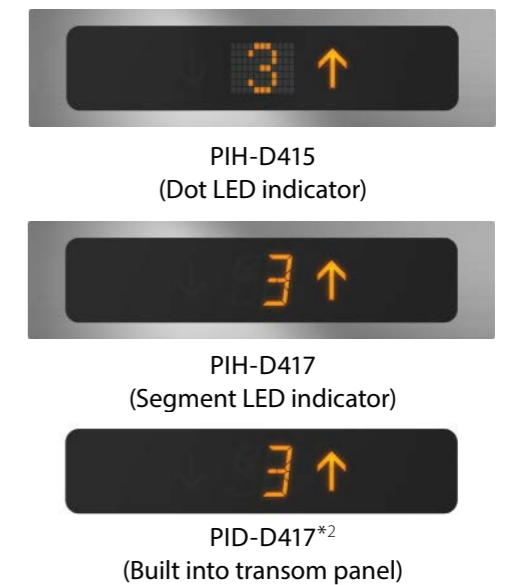 3 ↑
PIH-D415
(Dot LED indicator)
3 ↑
PIH-D417
(Segment LED indicator)
3 ↑
PID-D417*2
(Built into transom panel)